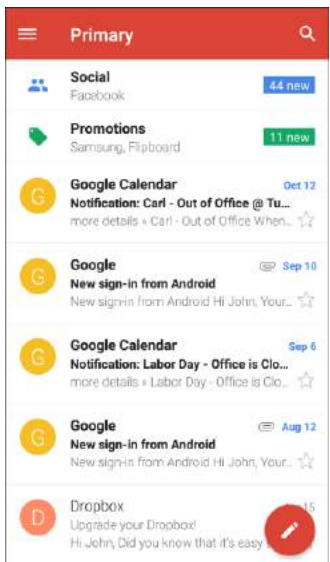 Primary
Social
44 new
Facebook
Promotions
11 new
Samsung, Flipboard
G
Google Calendar
Oct 12
Notification: Carl - Out of Office @ Tu...
more details » Carl - Out of Office When..
G
Google
Sep 10
New sign-in from Android
New sign-in from Android Hi John, Your...
G
Google Calendar
Sep 6
Notification: Labor Day - Office is Clo...
more details » Labor Day - Office is Clo...
G
Google
Aug 12
New sign-in from Android
New sign-in from Android Hi John, Your...
D
Dropbox
15
Upgrade your Dropbox!
Hi John, Did you know that it's easy